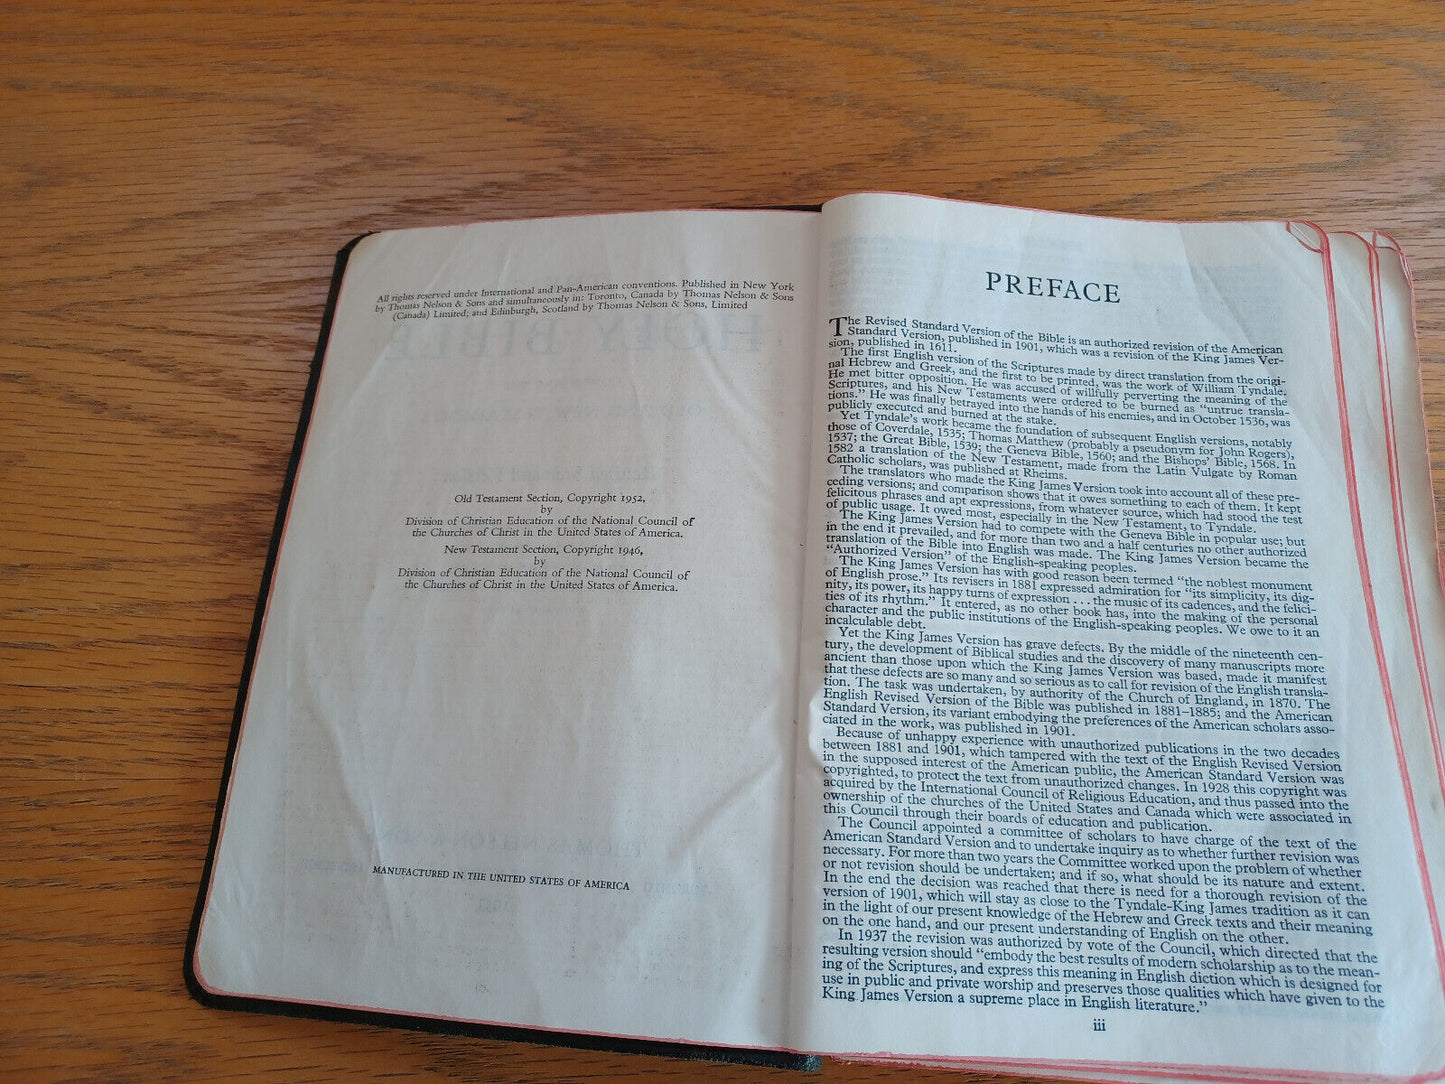 All rights reserved under International and Pan-American conventions. Published in New York
by Thomas Nelson & Sons and simultaneously in: Toronto, Canada by Thomas Nelson & Sons
(Canada) Limited; and Edinburgh, Scotland by Thomas Nelson & Sons, Limited
Old Testament Section, Copyright 1952,
by
Division of Christian Education of the National Council of
the Churches of Christ in the United States of America.
New Testament Section, Copyright 1946,
by
Division of Christian Education of the National Council of
the Churches of Christ in the United States of America.
MANUFACTURED IN THE UNITED STATES OF AMERICA
PREFACE
The Revised Standard Version of the Bible is an authorized revision of the American
Standard Version, published in 1901, which was a revision of the King James Ver-
sion, published in 1611.
The first English version of the Scriptures made by direct translation from the origi-
nal Hebrew and Greek, and the first to be printed, was the work of William Tyndale.
He met bitter opposition. He was accused of willfully perverting the meaning of the
Scriptures, and his New Testaments were ordered to be burned as “untrue transla-
tions.” He was finally betrayed into the hands of his enemies, and in October 1536, was
publicly executed and burned at the stake.
Yet Tyndale's work became the foundation of subsequent English versions, notably
those of Coverdale, 1535; Thomas Matthew (probably a pseudonym for John Rogers),
1537; the Great Bible, 1539; the Geneva Bible, 1560; and the Bishops' Bible, 1568. In
1582 a translation of the New Testament, made from the Latin Vulgate by Roman
Catholic scholars, was published at Rheims.
The translators who made the King James Version took into account all of these pre-
ceding versions; and comparison shows that it owes something to each of them. It kept
felicitous phrases and apt expressions, from whatever source, which had stood the test
of public usage. It owed most, especially in the New Testament, to Tyndale.
The King James Version had to compete with the Geneva Bible in popular use; but
in the end it prevailed, and for more than two and a half centuries no other authorized
translation of the Bible into English was made. The King James Version became the
“Authorized Version” of the English-speaking peoples.
The King James Version has with good reason been termed “the noblest monument
of English prose.” Its revisers in 1881 expressed admiration for “its simplicity, its dig-
nity, its power, its happy turns of expression . . . the music of its cadences, and the felici-
ties of its rhythm.” It entered, as no other book has, into the making of the personal
character and the public institutions of the English-speaking peoples. We owe to it an
incalculable debt.
Yet the King James Version has grave defects. By the middle of the nineteenth cen-
tury, the development of Biblical studies and the discovery of many manuscripts more
ancient than those upon which the King James Version was based, made it manifest
that these defects are so many and so serious as to call for revision of the English transla-
tion. The task was undertaken, by authority of the Church of England, in 1870. The
English Revised Version of the Bible was published in 1881–1885; and the American
Standard Version, its variant embodying the preferences of the American scholars asso-
ciated in the work, was published in 1901.
Because of unhappy experience with unauthorized publications in the two decades
between 1881 and 1901, which tampered with the text of the English Revised Version
in the supposed interest of the American public, the American Standard Version was
copyrighted, to protect the text from unauthorized changes. In 1928 this copyright was
acquired by the International Council of Religious Education, and thus passed into the
ownership of the churches of the United States and Canada which were associated in
this Council through their boards of education and publication.
The Council appointed a committee of scholars to have charge of the text of the
American Standard Version and to undertake inquiry as to whether further revision was
necessary. For more than two years the Committee worked upon the problem of whether
or not revision should be undertaken; and if so, what should be its nature and extent.
In the end the decision was reached that there is need for a thorough revision of the
version of 1901, which will stay as close to the Tyndale-King James tradition as it can
in the light of our present knowledge of the Hebrew and Greek texts and their meaning
on the one hand, and our present understanding of English on the other.
In 1937 the revision was authorized by vote of the Council, which directed that the
resulting version should “embody the best results of modern scholarship as to the mean-
ing of the Scriptures, and express this meaning in English diction which is designed for
use in public and private worship and preserves those qualities which have given to the
King James Version a supreme place in English literature.”
iii